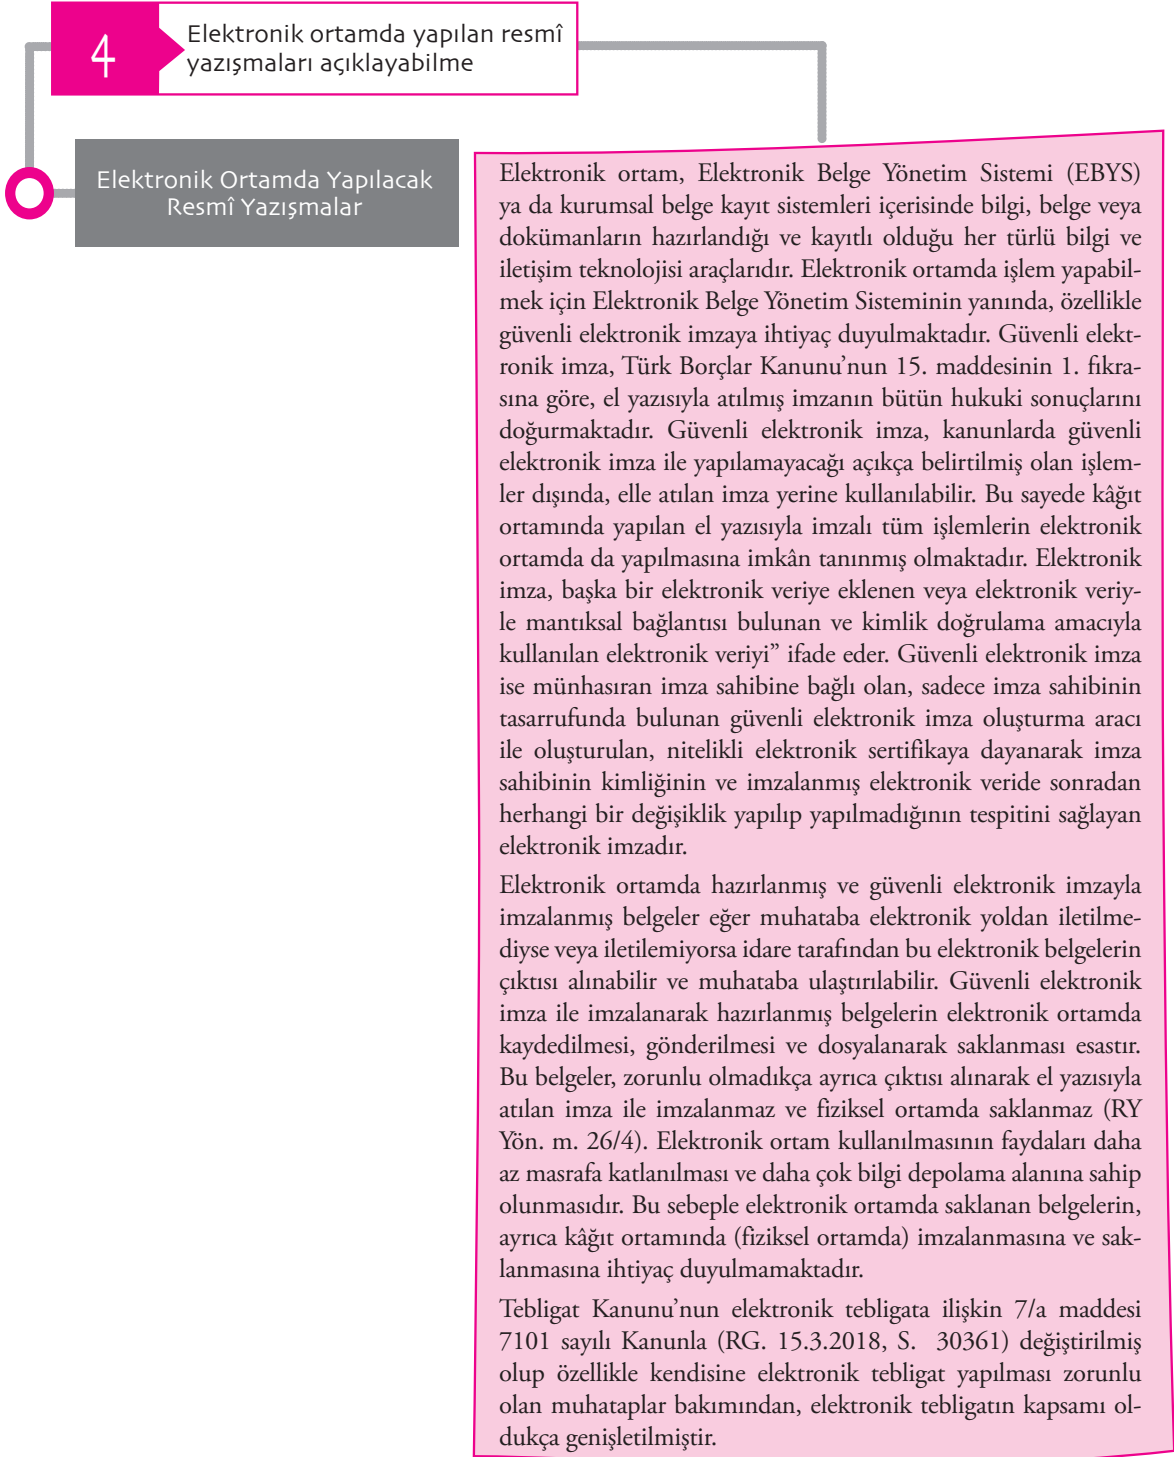 4
Elektronik ortamda yapılan resmî
yazışmaları açıklayabilme
Elektronik Ortamda Yapılacak
Resmî Yazışmalar
Elektronik ortam, Elektronik Belge Yönetim Sistemi (EBYS)
ya da kurumsal belge kayıt sistemleri içerisinde bilgi, belge veya
dokümanların hazırlandığı ve kayıtlı olduğu her türlü bilgi ve
iletişim teknolojisi araçlarıdır. Elektronik ortamda işlem yapabil-
mek için Elektronik Belge Yönetim Sisteminin yanında, özellikle
güvenli elektronik imzaya ihtiyaç duyulmaktadır. Güvenli elekt-
ronik imza, Türk Borçlar Kanunu’nun 15. maddesinin 1. fıkra-
sına göre, el yazısıyla atılmış imzanın bütün hukuki sonuçlarını
doğurmaktadır. Güvenli elektronik imza, kanunlarda güvenli
elektronik imza ile yapılamayacağı açıkça belirtilmiş olan işlem-
ler dışında, elle atılan imza yerine kullanılabilir. Bu sayede kâğıt
ortamında yapılan el yazısıyla imzalı tüm işlemlerin elektronik
ortamda da yapılmasına imkân tanınmış olmaktadır. Elektronik
imza, başka bir elektronik veriye eklenen veya elektronik veriy-
le mantıksal bağlantısı bulunan ve kimlik doğrulama amacıyla
kullanılan elektronik veriyi” ifade eder. Güvenli elektronik imza
ise münhasıran imza sahibine bağlı olan, sadece imza sahibinin
tasarrufunda bulunan güvenli elektronik imza oluşturma aracı
ile oluşturulan, nitelikli elektronik sertifikaya dayanarak imza
sahibinin kimliğinin ve imzalanmış elektronik veride sonradan
herhangi bir değişiklik yapılıp yapılmadığının tespitini sağlayan
elektronik imzadır.
Elektronik ortamda hazırlanmış ve güvenli elektronik imzayla
imzalanmış belgeler eğer muhataba elektronik yoldan iletilme-
diyse veya iletilemiyorsa idare tarafından bu elektronik belgelerin
çıktısı alınabilir ve muhataba ulaştırılabilir. Güvenli elektronik
imza ile imzalanarak hazırlanmış belgelerin elektronik ortamda
kaydedilmesi, gönderilmesi ve dosyalanarak saklanması esastır.
Bu belgeler, zorunlu olmadıkça ayrıca çıktısı alınarak el yazısıyla
atılan imza ile imzalanmaz ve fiziksel ortamda saklanmaz (RY
Yön. m. 26/4). Elektronik ortam kullanılmasının faydaları daha
az masrafa katlanılması ve daha çok bilgi depolama alanına sahip
olunmasıdır. Bu sebeple elektronik ortamda saklanan belgelerin,
ayrıca kâğıt ortamında (fiziksel ortamda) imzalanmasına ve sak-
lanmasına ihtiyaç duyulmamaktadır.
Tebligat Kanunu’nun elektronik tebligata ilişkin 7/a maddesi
7101 sayılı Kanunla (RG. 15.3.2018, S. 30361) değiştirilmiş
olup özellikle kendisine elektronik tebligat yapılması zorunlu
olan muhataplar bakımından, elektronik tebligatın kapsamı ol-
dukça genişletilmiştir.